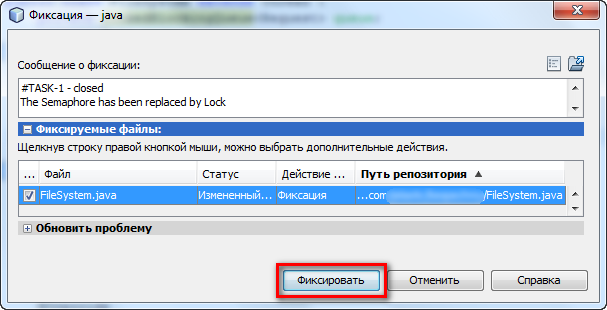 Фиксация — java
Сообщение о фиксации:
#TASK-1 - closed
The Semaphore has been replaced by Lock
Фиксируемые файлы:
Щелкнув строку правой кнопкой мыши, можно выбрать дополнительные действия.
... Файл Статус Действие ... Путь репозитория
FileSystem.java Измененный... Фиксация ...com /FileSystem.java
Обновить проблему
Фиксировать Отменить Справка